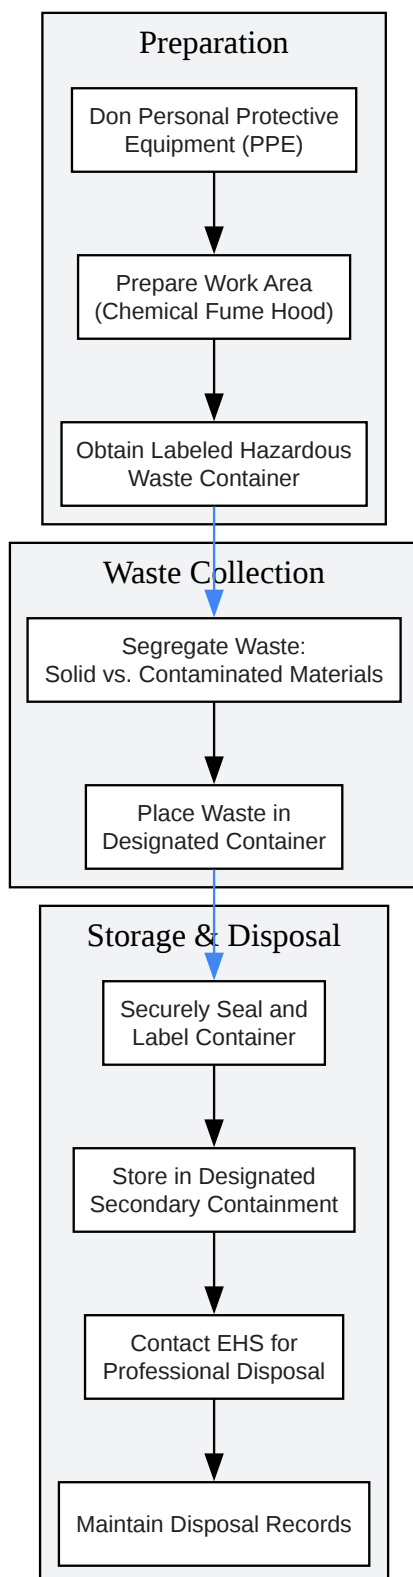 Preparation
Don Personal Protective
Equipment (PPE)
Prepare Work Area
(Chemical Fume Hood)
Obtain Labeled Hazardous
Waste Container
Waste Collection
Segregate Waste:
Solid vs. Contaminated Materials
Place Waste in
Designated Container
Storage & Disposal
Securely Seal and
Label Container
Store in Designated
Secondary Containment
Contact EHS for
Professional Disposal
Maintain Disposal Records